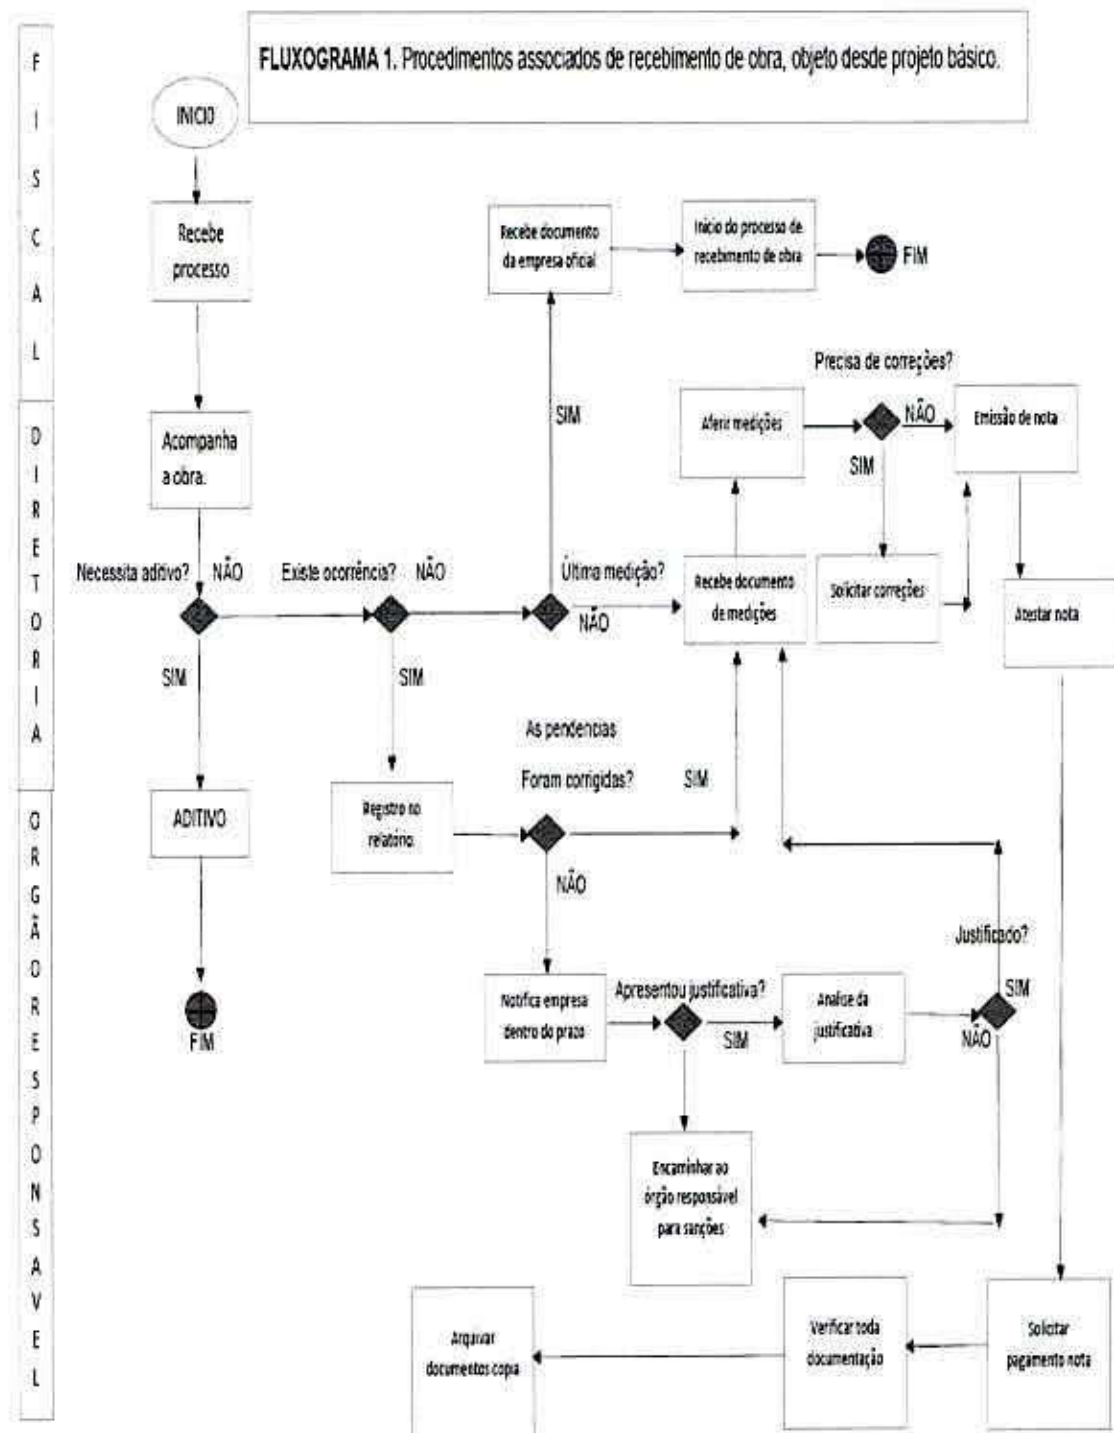 FLUXOGRAMA 1. Procedimentos associados de recebimento de obra, objeto desde projeto básico.
F
I
S
C
A
L
D
I
R
E
T
O
R
I
A
O
R
G
Ã
O
R
E
S
P
O
N
S
A
V
E
L
INICIO
Recebe
processo
Recebe documento
da empresa oficial
Início do processo de
recebimento de obra
FIM
Acompanha
a obra.
SIM
Aferir medições
Precisa de correções?
NÃO
SIM
Emissão de nota
Necessita aditivo?
NÃO
SIM
Existe ocorrência?
NÃO
SIM
Última medição?
NÃO
Recebe documento
de medições
Solicitar correções
Atestar nota
ADITIVO
FIM
Registro no
relatório
As pendencias
Foram corrigidas?
SIM
NÃO
Notifica empresa
dentro do prazo
Apresentou justificativa?
SIM
Analise da
justificativa
Justificado?
SIM
NÃO
Encaminhar ao
órgão responsável
para sanções
Solicitar
pagamento nota
Verificar toda
documentação
Arquivar
documentos copia